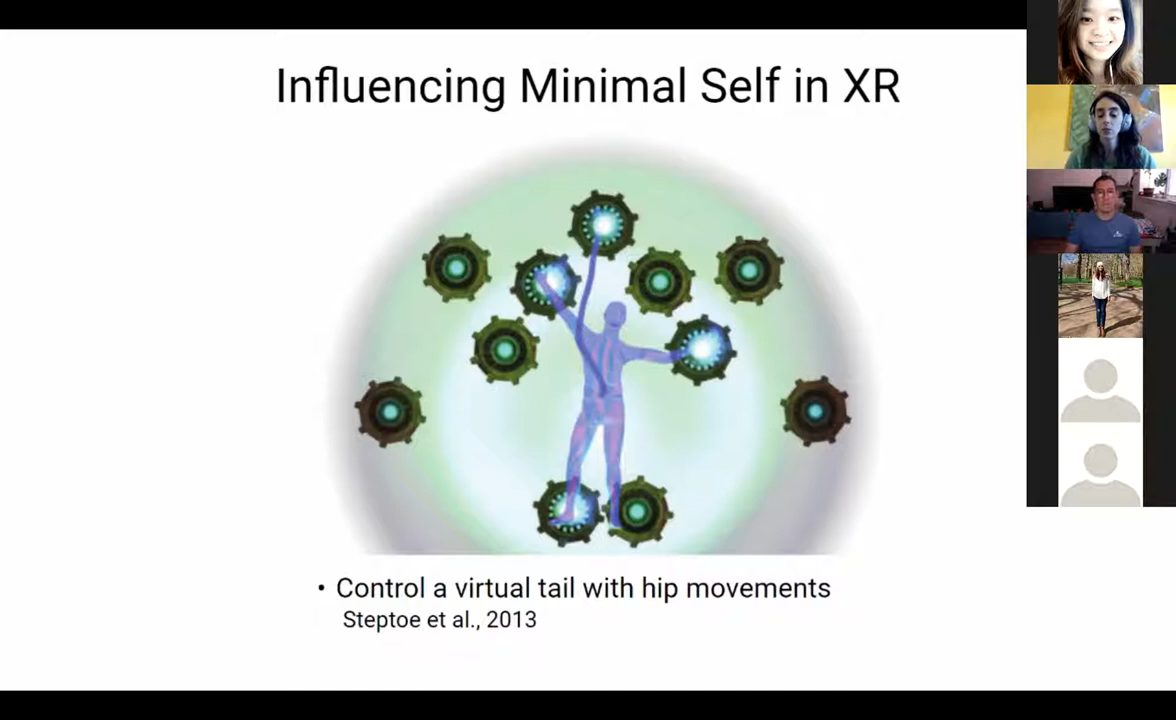 Influencing Minimal Self in XR
• Control a virtual tail with hip movements
Steptoe et al., 2013